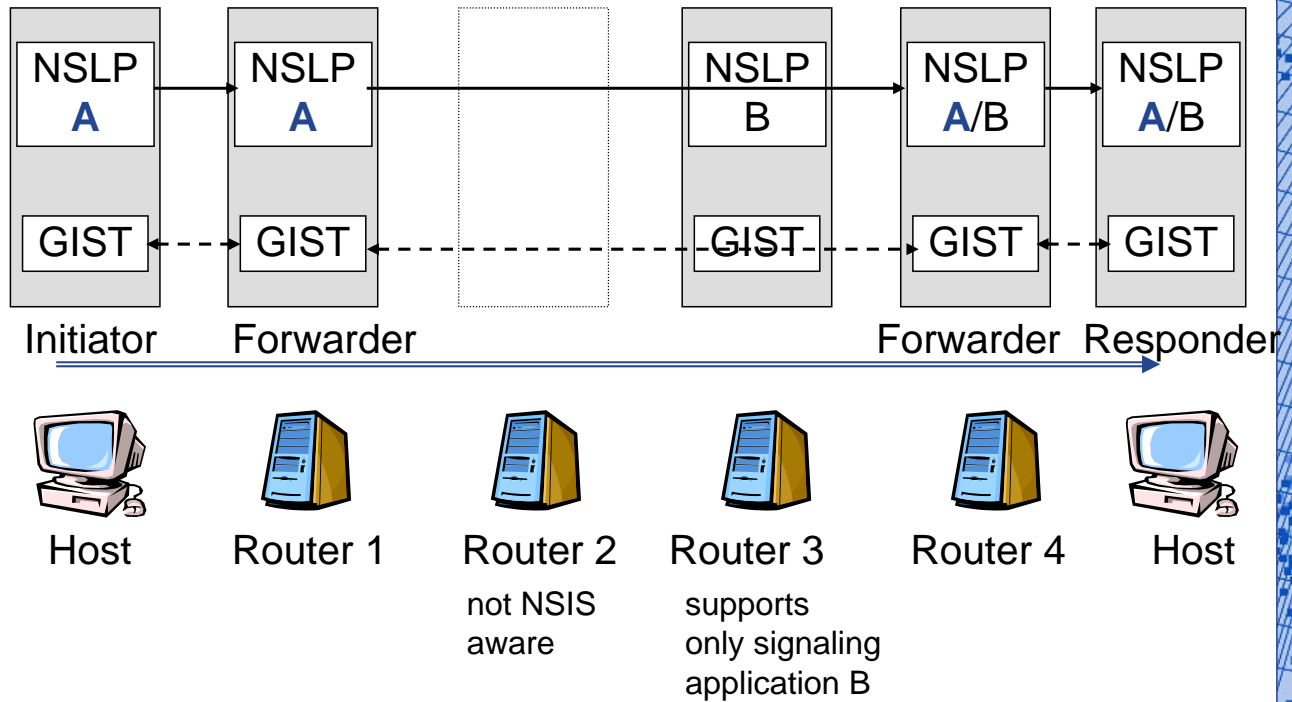 NSLP NSLP NSLP NSLP NSLP
A A B A/B A/B
GIST GIST GIST GIST GIST
Initiator Forwarder Forwarder Responder
Host Router 1 Router 2 Router 3 Router 4 Host
not NSIS supports
aware only signaling
application B